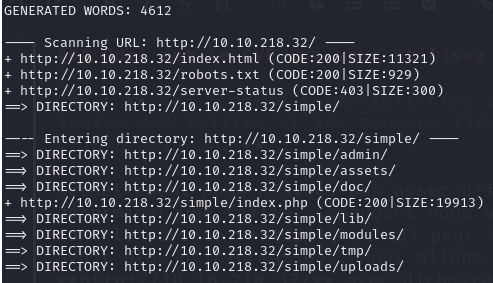 GENERATED WORDS: 4612
---- Scanning URL: http://10.10.218.32/ ----
+ http://10.10.218.32/index.html (CODE:200|SIZE:11321)
+ http://10.10.218.32/robots.txt (CODE:200|SIZE:929)
+ http://10.10.218.32/server-status (CODE:403|SIZE:300)
==> DIRECTORY: http://10.10.218.32/simple/
---- Entering directory: http://10.10.218.32/simple/ ----
==> DIRECTORY: http://10.10.218.32/simple/admin/
==> DIRECTORY: http://10.10.218.32/simple/assets/
==> DIRECTORY: http://10.10.218.32/simple/doc/
+ http://10.10.218.32/simple/index.php (CODE:200|SIZE:19913)
==> DIRECTORY: http://10.10.218.32/simple/lib/
==> DIRECTORY: http://10.10.218.32/simple/modules/
==> DIRECTORY: http://10.10.218.32/simple/tmp/
==> DIRECTORY: http://10.10.218.32/simple/uploads/